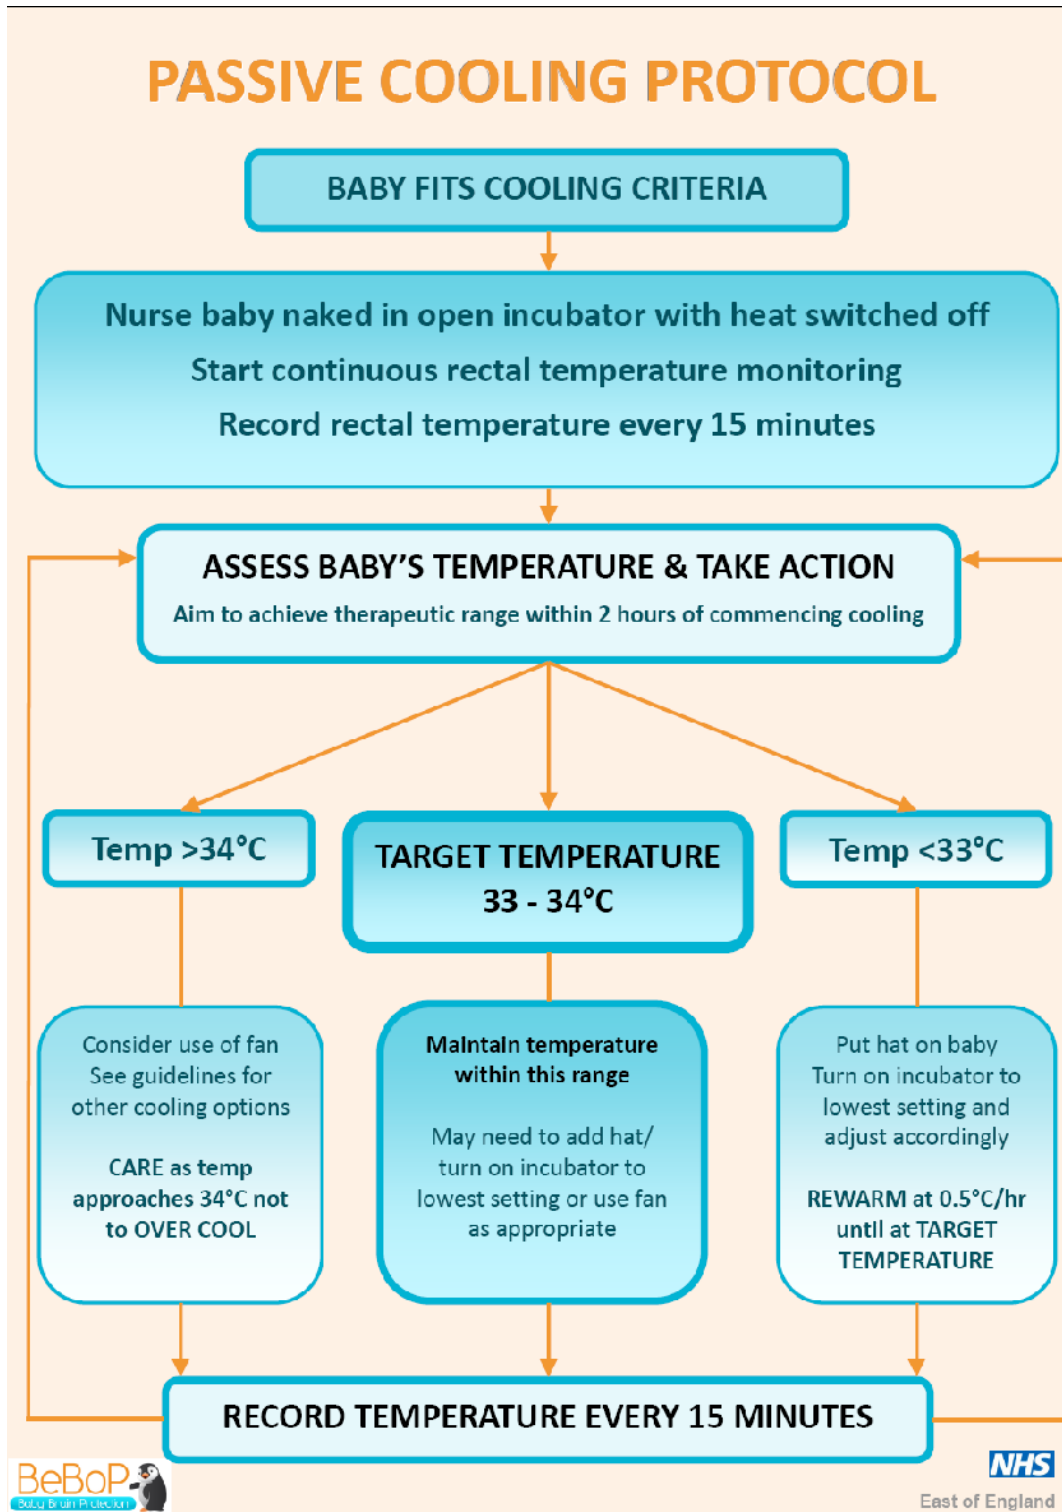 PASSIVE COOLING PROTOCOL
BABY FITS COOLING CRITERIA
Nurse baby naked in open incubator with heat switched off
Start continuous rectal temperature monitoring
Record rectal temperature every 15 minutes
ASSESS BABY'S TEMPERATURE & TAKE ACTION
Aim to achieve therapeutic range within 2 hours of commencing cooling
Temp >34°C
TARGET TEMPERATURE
33 - 34°C
Temp <33°C
Consider use of fan
See guidelines for
other cooling options
CARE as temp
approaches 34°C not
to OVER COOL
Maintain temperature
within this range
May need to add hat/
turn on incubator to
lowest setting or use fan
as appropriate
Put hat on baby
Turn on incubator to
lowest setting and
adjust accordingly
REWARM at 0.5°C/hr
until at TARGET
TEMPERATURE
RECORD TEMPERATURE EVERY 15 MINUTES
BeBoP
Baby Brain Protection
NHS
East of England